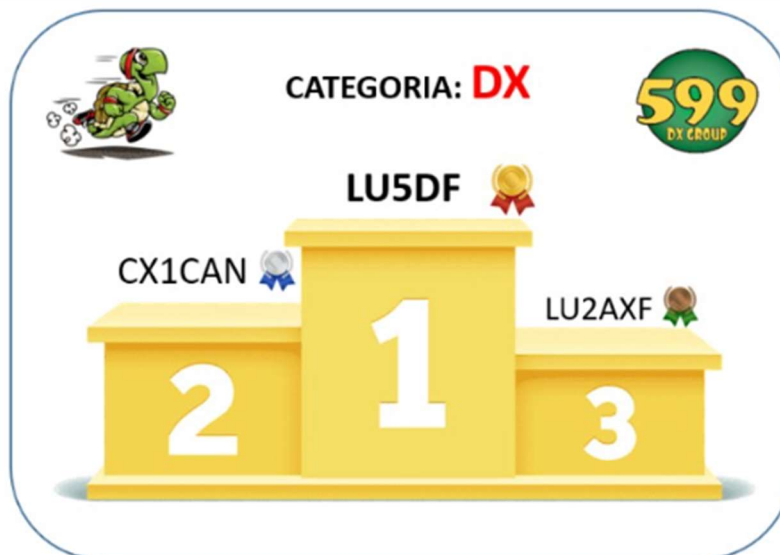 CATEGORIA: DX
599
DX GROUP
LU5DF
CX1CAN
LU2AXF
1
2
3